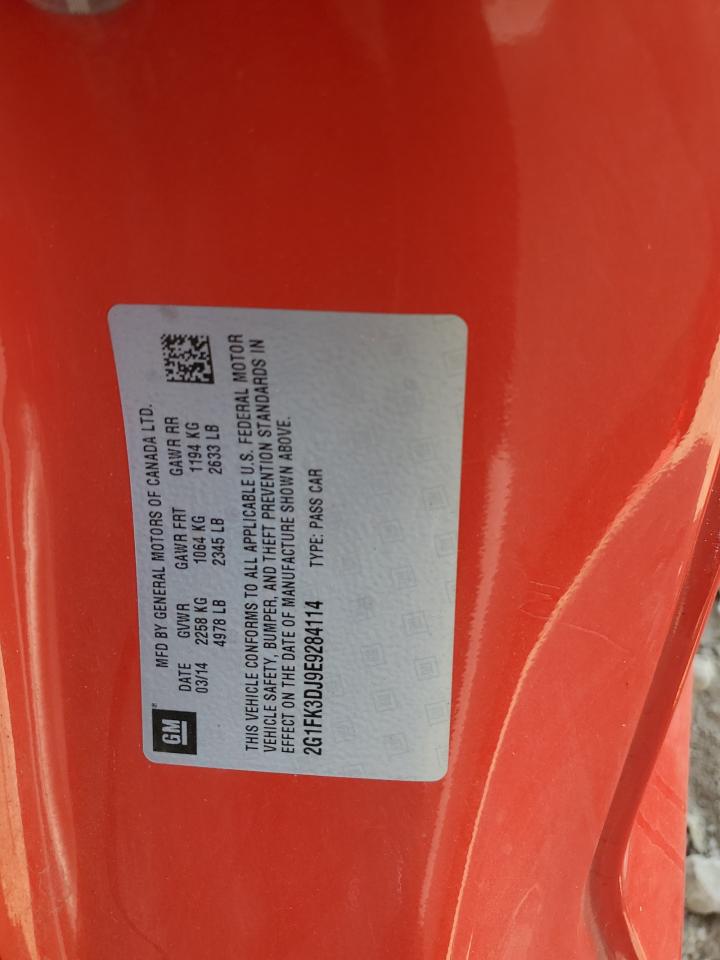 MFD BY GENERAL MOTORS OF CANADA LTD.
DATE GVWR GAWR FRT GAWR RR
03/14 2258 KG 1064 KG 1194 KG
4978 LB 2345 LB 2633 LB
GM®
THIS VEHICLE CONFORMS TO ALL APPLICABLE U.S. FEDERAL MOTOR
VEHICLE SAFETY, BUMPER, AND THEFT PREVENTION STANDARDS IN
EFFECT ON THE DATE OF MANUFACTURE SHOWN ABOVE.
2G1FK3DJ9E9284114 TYPE: PASS CAR